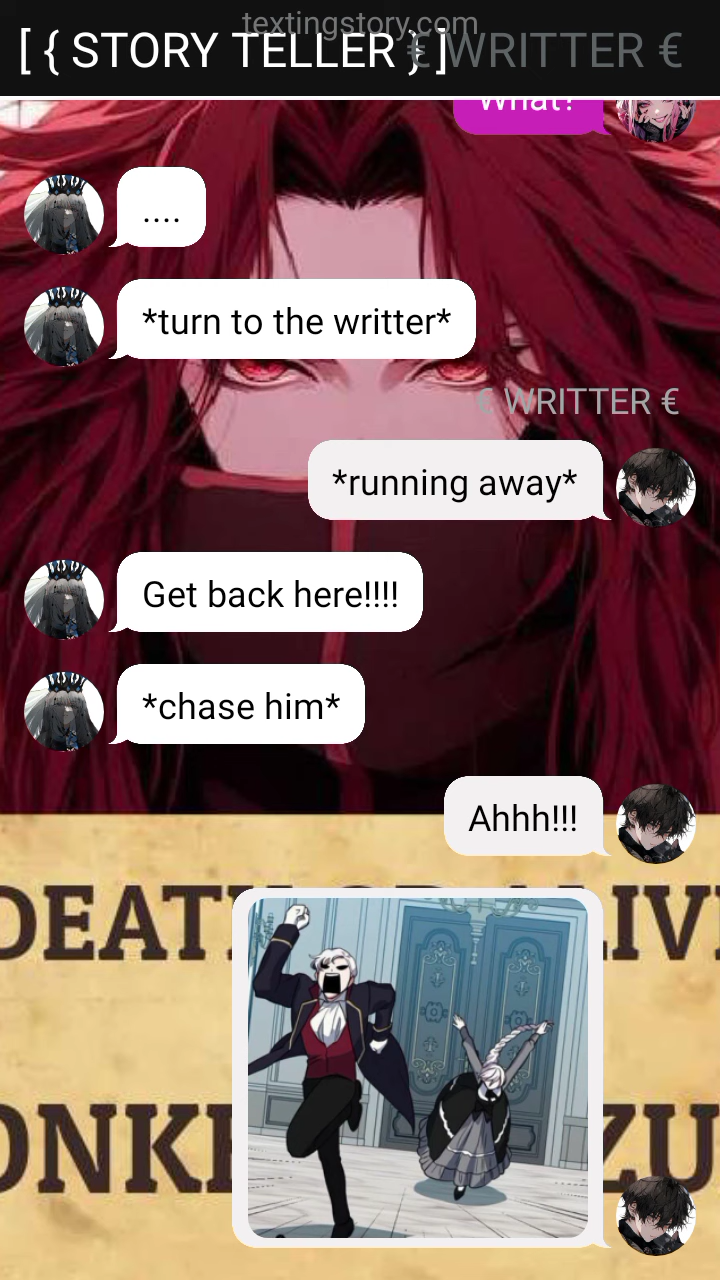 textingstory.com
[ { STORY TELLER } ]
€ WRITTER €
What?
....
*turn to the writter*
€ WRITTER €
*running away*
Get back here!!!!
*chase him*
Ahhh!!!